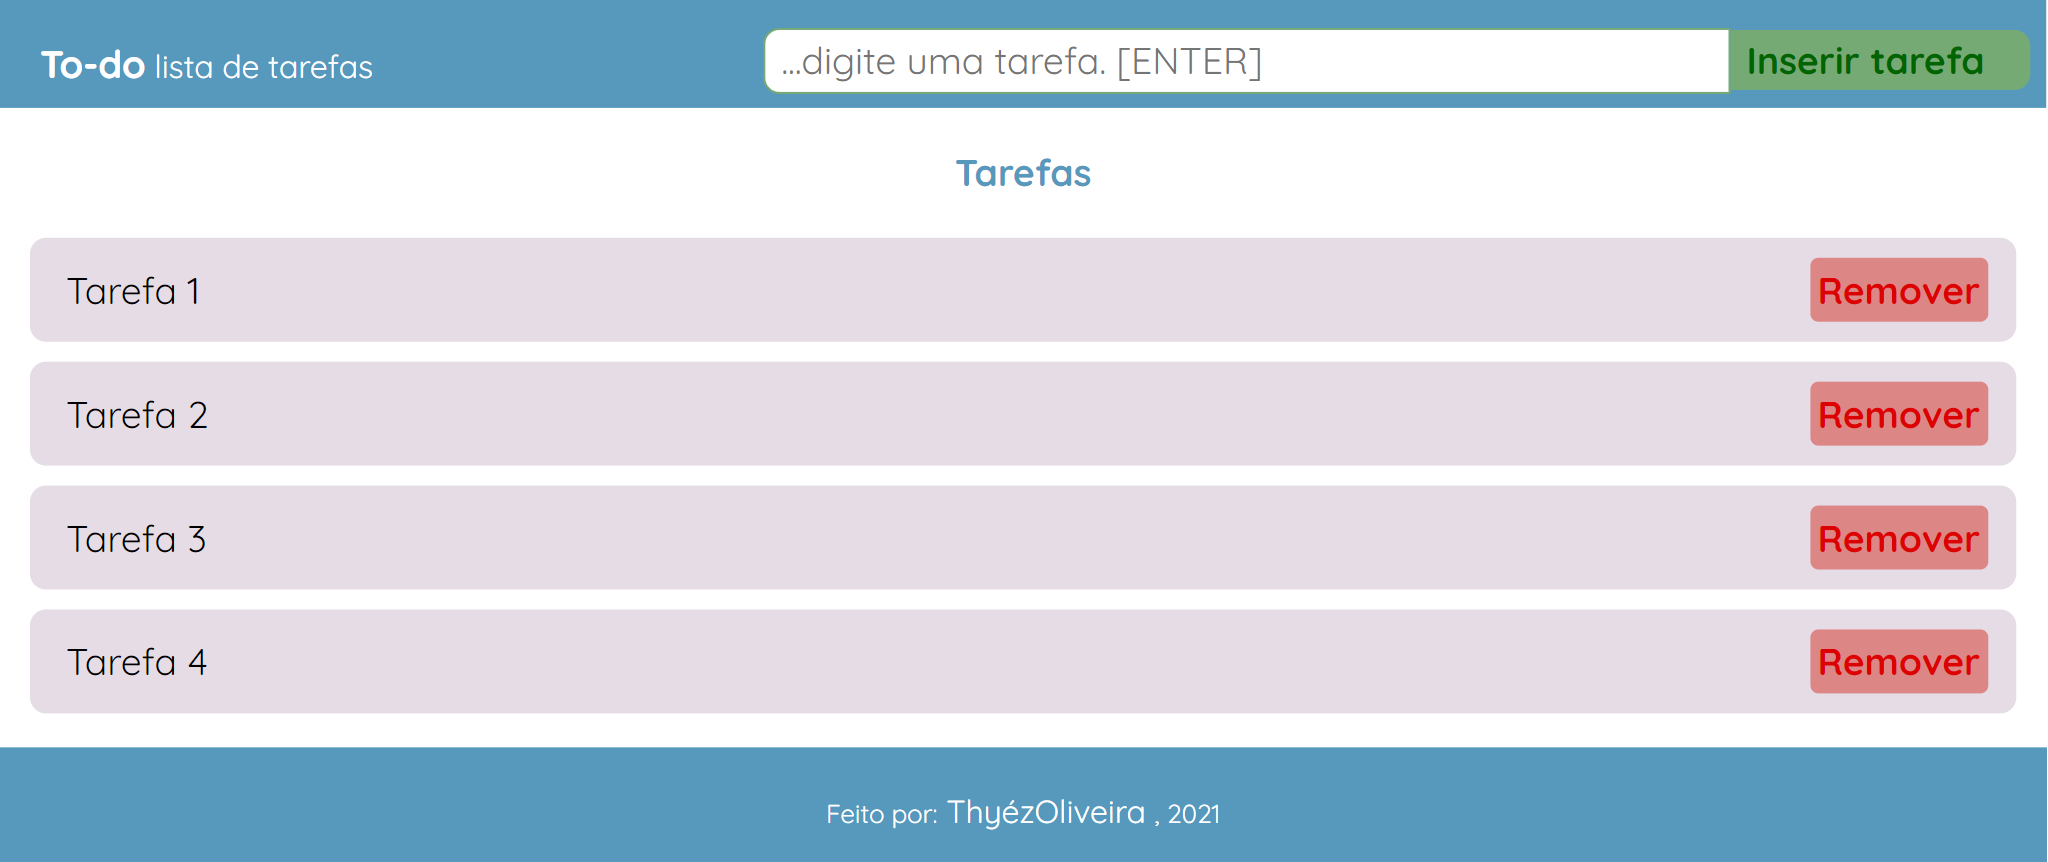 To-do lista de tarefas
...digite uma tarefa. [ENTER]
Inserir tarefa
Tarefas
Tarefa 1
Remover
Tarefa 2
Remover
Tarefa 3
Remover
Tarefa 4
Remover
Feito por: ThyézOliveira , 2021